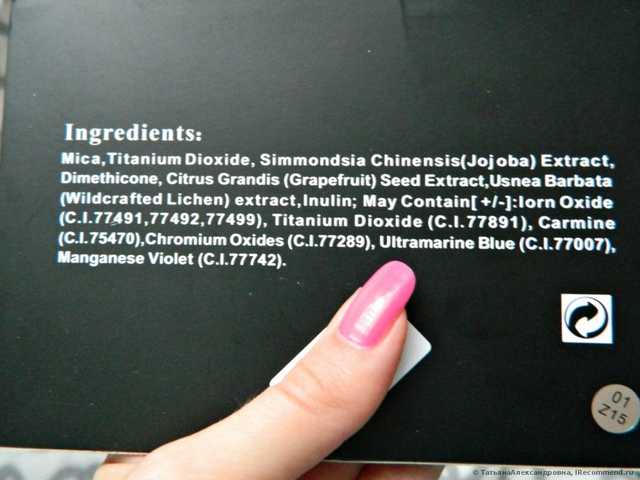 Ingredients:
Mica,Titanium Dioxide, Simmondsia Chinensis(Jojoba) Extract,
Dimethicone, Citrus Grandis (Grapefruit) Seed Extract,Usnea Barbata
(Wildcrafted Lichen) extract,Inulin; May Contain[ +/-]:Iorn Oxide
(C.I.77491,77492,77499), Titanium Dioxide (C.I.77891), Carmine
(C.I.75470),Chromium Oxides (C.I.77289), Ultramarine Blue (C.I.77007),
Manganese Violet (C.I.77742).
01
Z15
© ТатьянаАлександровна, IRecommend.ru